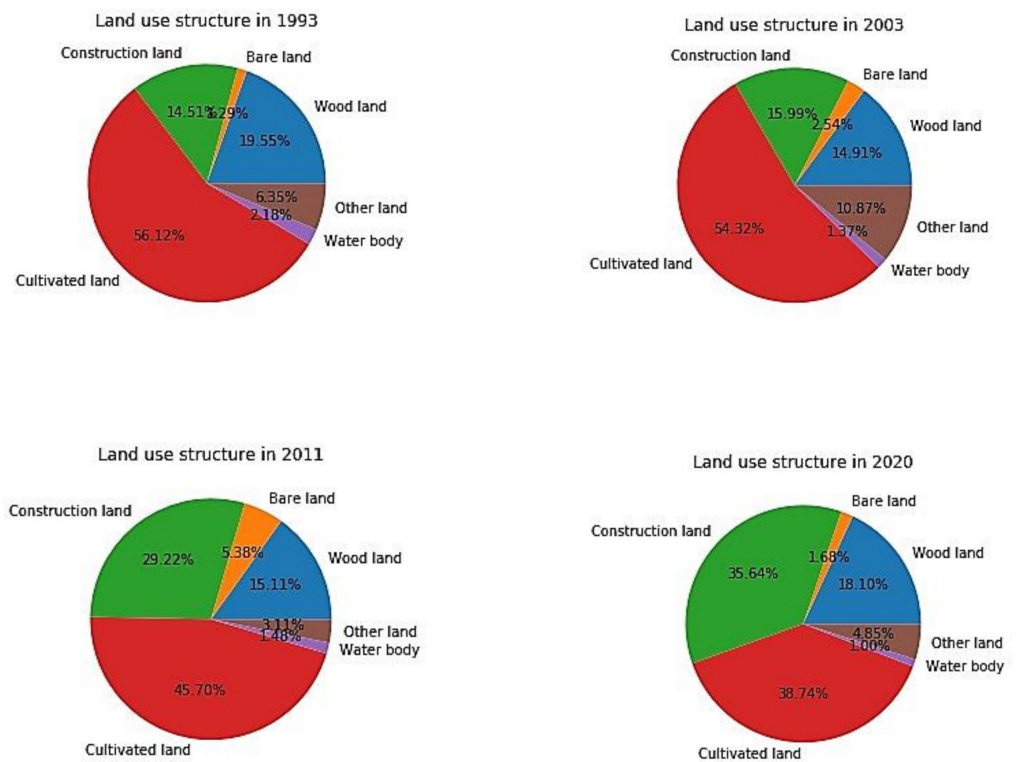 Land use structure in 1993
Construction land
Bare land
Wood land
14.51%
1.29%
19.55%
6.35%
Other land
2.18%
Water body
56.12%
Cultivated land
Land use structure in 2003
Construction land
Bare land
Wood land
15.99%
2.54%
14.91%
10.87%
Other land
54.32%
1.37%
Cultivated land
Water body
Land use structure in 2011
Construction land
Bare land
29.22%
5.38%
Wood land
15.11%
3.11%
Other land
1.48%
Water body
45.70%
Cultivated land
Land use structure in 2020
Bare land
Construction land
1.68%
Wood land
35.64%
18.10%
4.85%
Other land
1.00%
Water body
38.74%
Cultivated land